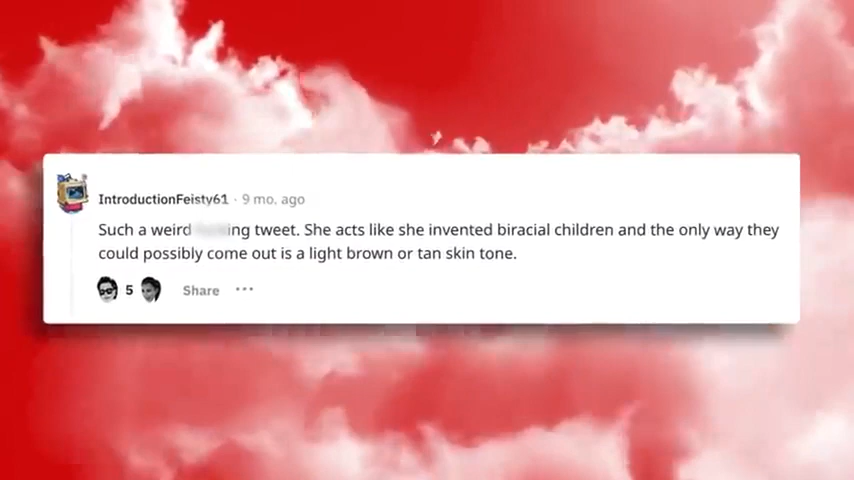 IntroductionFeisty61 · 9 mo. ago
Such a weird ing tweet. She acts like she invented biracial children and the only way they
could possibly come out is a light brown or tan skin tone.
5 Share ···